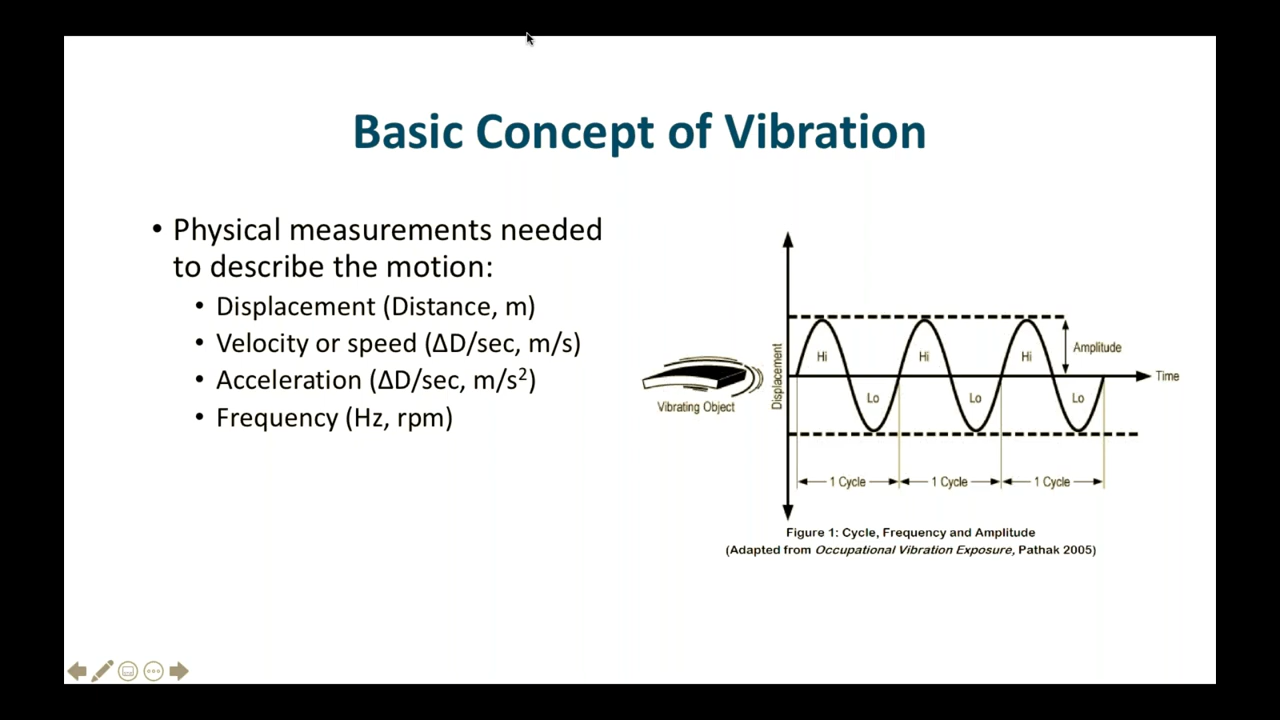 Basic Concept of Vibration
• Physical measurements needed
to describe the motion:
• Displacement (Distance, m)
• Velocity or speed (ΔD/sec, m/s)
• Acceleration (ΔD/sec, m/s²)
• Frequency (Hz, rpm)
Displacement
Hi
Hi
Hi
Amplitude
Time
Lo
Lo
Lo
Vibrating Object
1 Cycle
1 Cycle
1 Cycle
Figure 1: Cycle, Frequency and Amplitude
(Adapted from Occupational Vibration Exposure, Pathak 2005)